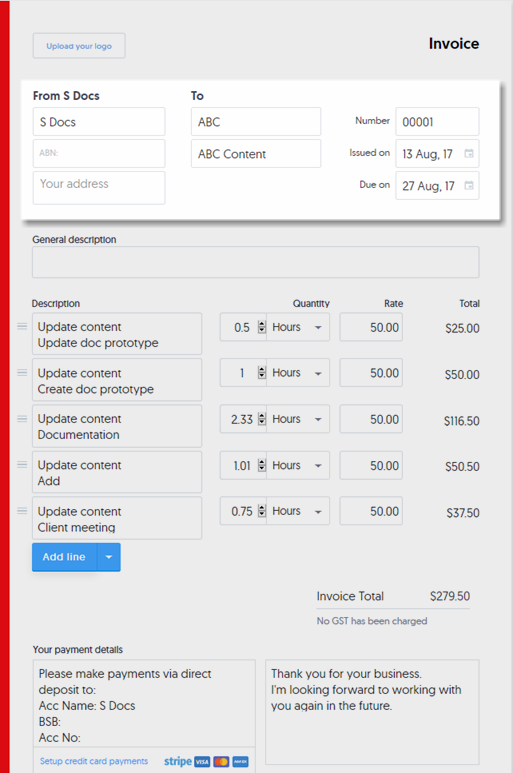 Upload your logo
Invoice
From S Docs
To
S Docs
ABC
Number
00001
ABN:
ABC Content
Issued on
13 Aug, 17
Your address
Due on
27 Aug, 17
General description
Description
Quantity
Rate
Total
Update content
Update doc prototype
0.5
Hours
50.00
$25.00
Update content
Create doc prototype
1
Hours
50.00
$50.00
Update content
Documentation
2.33
Hours
50.00
$116.50
Update content
Add
1.01
Hours
50.00
$50.50
Update content
Client meeting
0.75
Hours
50.00
$37.50
Add line
Invoice Total
$279.50
No GST has been charged
Your payment details
Please make payments via direct
deposit to:
Acc Name: S Docs
BSB:
Acc No:
Thank you for your business.
I'm looking forward to working with
you again in the future.
Setup credit card payments
stripe
VISA